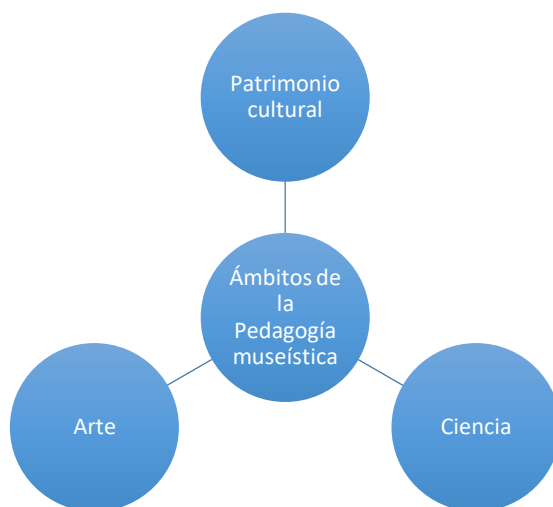 Patrimonio
cultural
Ámbitos de
la
Pedagogía
museística
Arte
Ciencia